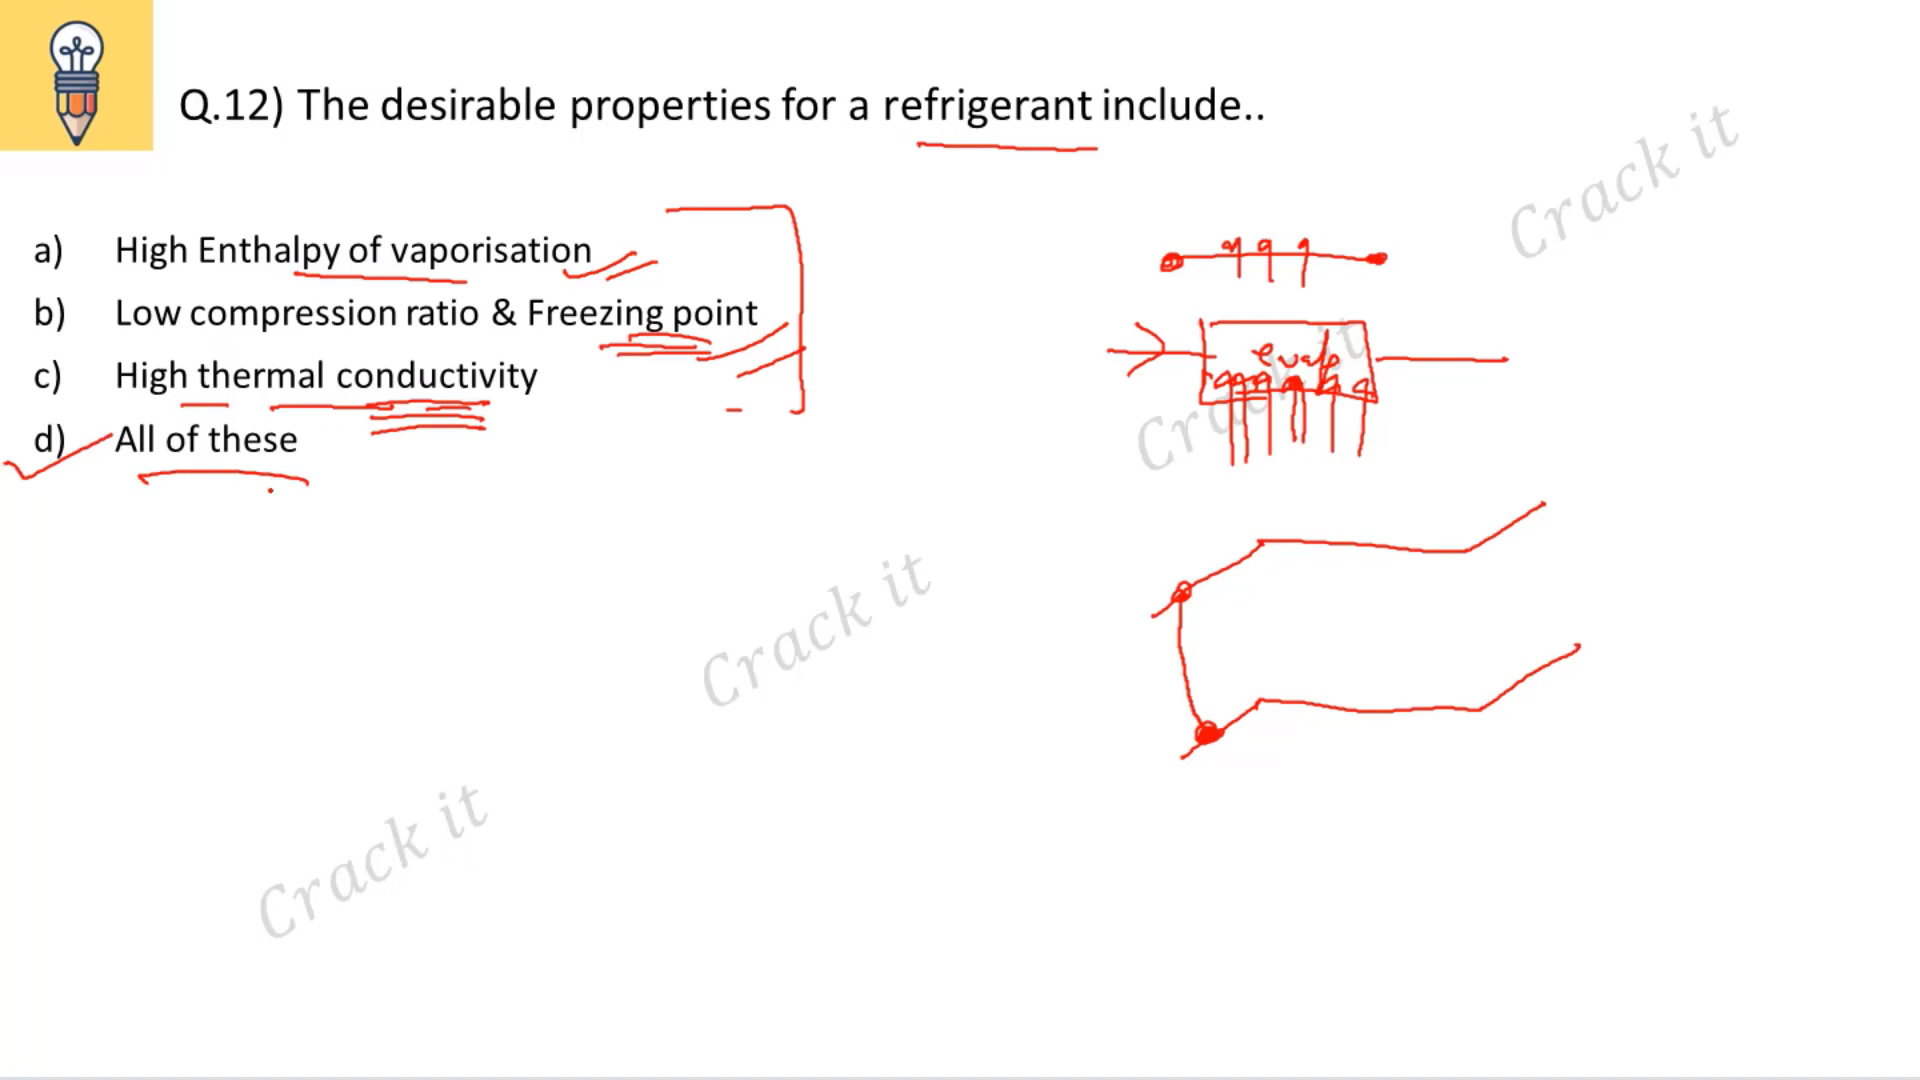 Q.12) The desirable properties for a refrigerant include..
a) High Enthalpy of vaporisation
b) Low compression ratio & Freezing point
c) High thermal conductivity
d) All of these
evap
Crack it
Crack it
Crack it
Crack it